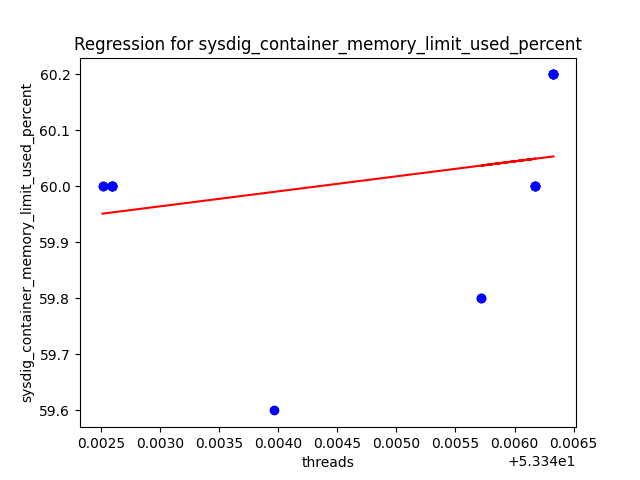 Regression for sysdig_container_memory_limit_used_percent
sysdig_container_memory_limit_used_percent
60.2
60.1
60.0
59.9
59.8
59.7
59.6
0.0025 0.0030 0.0035 0.0040 0.0045 0.0050 0.0055 0.0060 0.0065
threads
+5.334e1